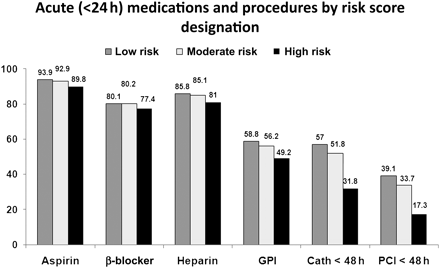 Acute (<24 h) medications and procedures by risk score
designation
Low risk Moderate risk High risk
100
80
60
40
20
0
93.9 92.9 89.8
80.1 80.2 77.4
85.8 85.1 81
58.8 56.2 49.2
57 51.8 31.8
39.1 33.7 17.3
Aspirin β-blocker Heparin GPI Cath < 48 h PCI < 48 h